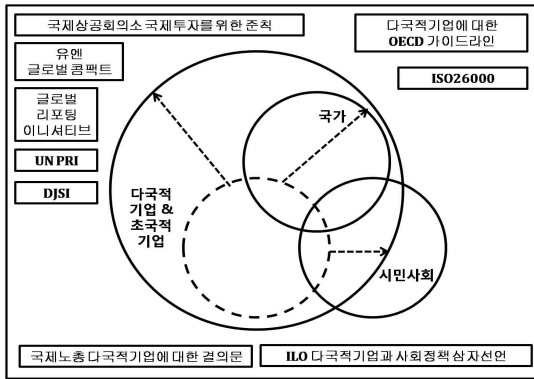 국제상공회의소 국제투자를 위한 준칙
다국적기업에 대한
OECD 가이드라인
유엔
글로벌 콤팩트
ISO26000
글로벌
리포팅
이니셔티브
국가
UN PRI
DJSI
다국적
기업 &
초국적
기업
시민사회
국제노총 다국적기업에 대한 결의문
ILO 다국적기업과 사회정책 삼자선언